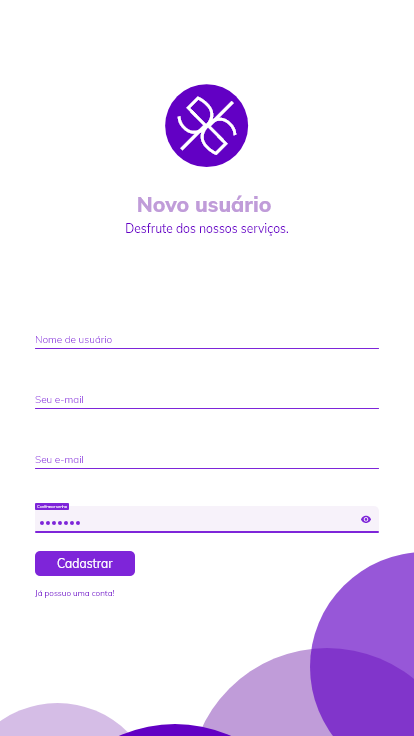 Novo usuário
Desfrute dos nossos serviços.
Nome de usuário
Seu e-mail
Seu e-mail
Confirmar senha
Cadastrar
Já possuo uma conta!